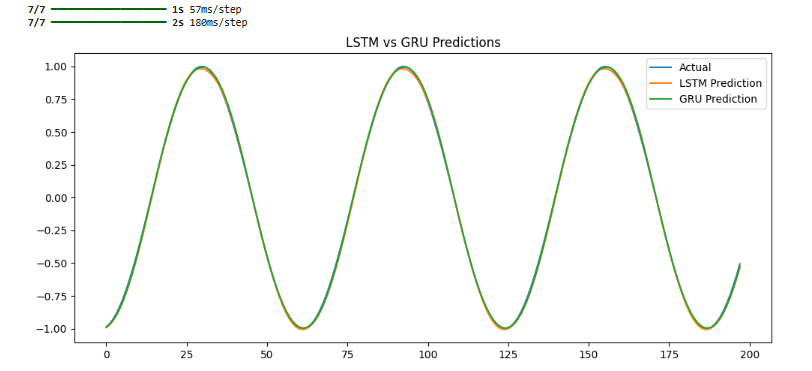 7/7 ━━━━━━━━━━━━━━━━━━━━ 1s 57ms/step
7/7 ━━━━━━━━━━━━━━━━━━━━ 2s 180ms/step
LSTM vs GRU Predictions
Actual
LSTM Prediction
GRU Prediction
1.00
0.75
0.50
0.25
0.00
−0.25
−0.50
−0.75
−1.00
0 25 50 75 100 125 150 175 200